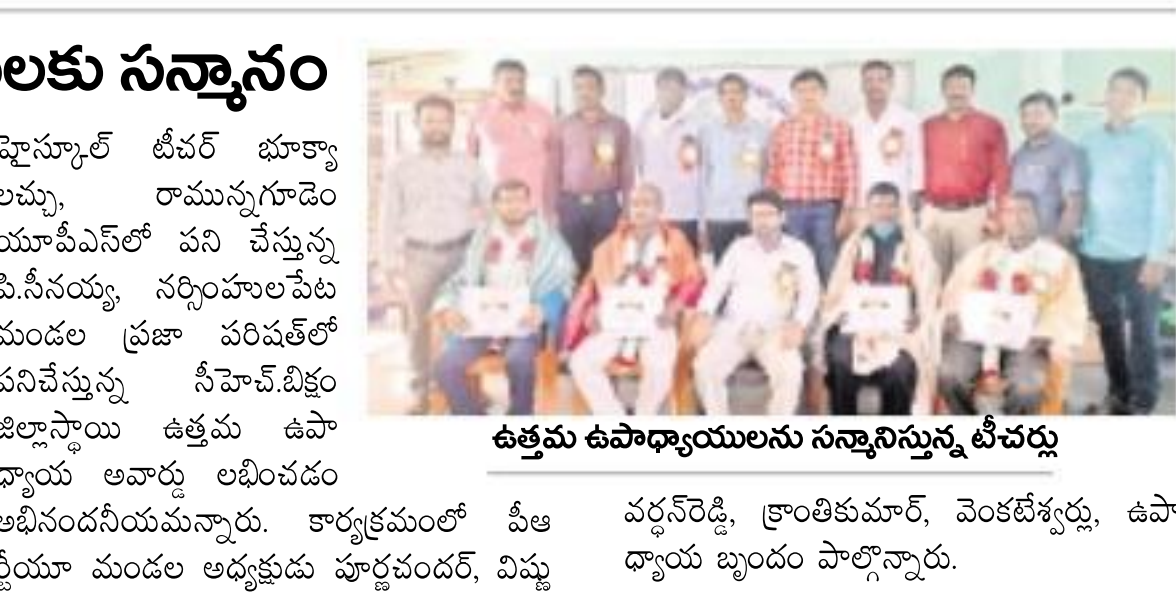 లకు సన్మానం
హైస్కూల్ టీచర్ భూక్యా
లచ్చు, రామున్నగూడెం
యూపీఎస్‌లో పని చేస్తున్న
పి.సీనయ్య, నర్సింహులపేట
మండల ప్రజా పరిషత్‌లో
పనిచేస్తున్న సీహెచ్.బిక్షం
జిల్లాస్థాయి ఉత్తమ ఉపా
ధ్యాయ అవార్డు లభించడం
అభినందనీయమన్నారు. కార్యక్రమంలో పీఆ
ర్టీయూ మండల అధ్యక్షుడు పూర్ణచందర్, విష్ణు
ఉత్తమ ఉపాధ్యాయులను సన్మానిస్తున్న టీచర్లు
వర్ధన్‌రెడ్డి, క్రాంతికుమార్, వెంకటేశ్వర్లు, ఉపా
ధ్యాయ బృందం పాల్గొన్నారు.